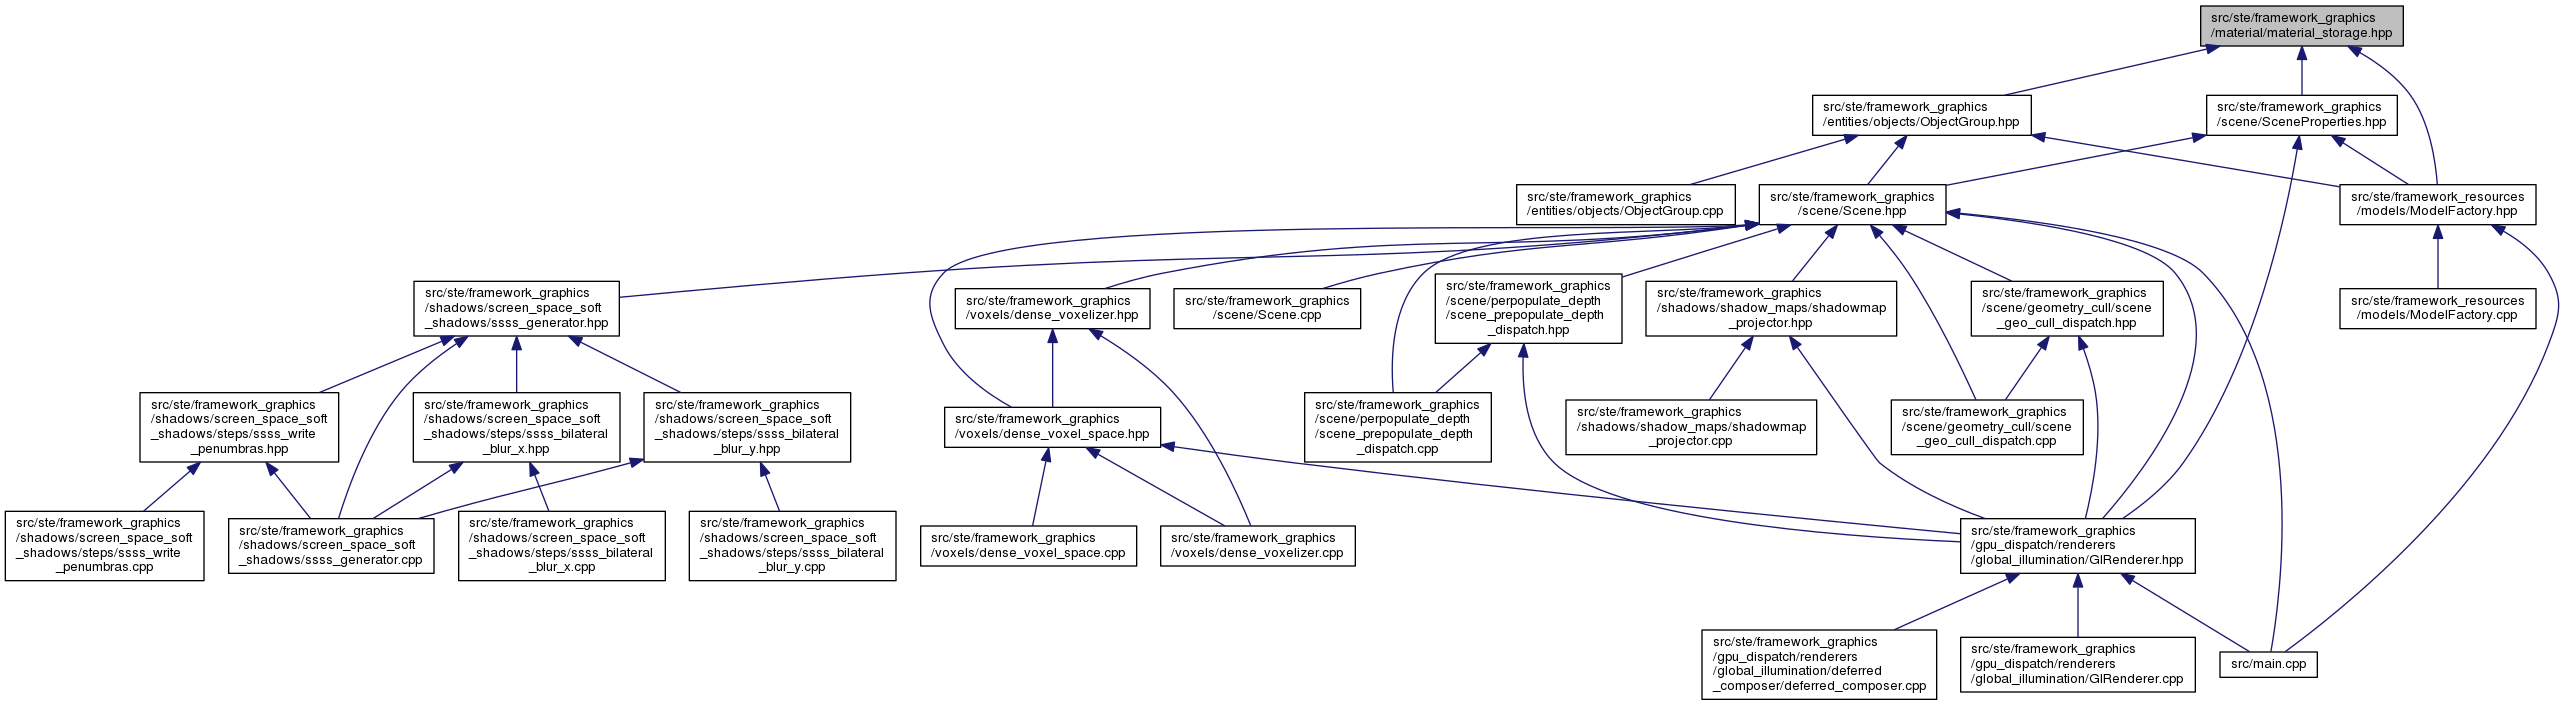 src/ste/framework_graphics
/material/material_storage.hpp
src/ste/framework_graphics
/entities/objects/ObjectGroup.hpp
src/ste/framework_graphics
/scene/SceneProperties.hpp
src/ste/framework_graphics
/entities/objects/ObjectGroup.cpp
src/ste/framework_graphics
/scene/Scene.hpp
src/ste/framework_resources
/models/ModelFactory.hpp
src/ste/framework_graphics
/shadows/screen_space_soft
_shadows/ssss_generator.hpp
src/ste/framework_graphics
/voxels/dense_voxelizer.hpp
src/ste/framework_graphics
/scene/Scene.cpp
src/ste/framework_graphics
/scene/perpopulate_depth
/scene_prepopulate_depth
_dispatch.hpp
src/ste/framework_graphics
/shadows/shadow_maps/shadowmap
_projector.hpp
src/ste/framework_graphics
/scene/geometry_cull/scene
_geo_cull_dispatch.hpp
src/ste/framework_resources
/models/ModelFactory.cpp
src/ste/framework_graphics
/shadows/screen_space_soft
_shadows/steps/ssss_write
_penumbras.hpp
src/ste/framework_graphics
/shadows/screen_space_soft
_shadows/steps/ssss_bilateral
_blur_x.hpp
src/ste/framework_graphics
/shadows/screen_space_soft
_shadows/steps/ssss_bilateral
_blur_y.hpp
src/ste/framework_graphics
/voxels/dense_voxel_space.hpp
src/ste/framework_graphics
/scene/perpopulate_depth
/scene_prepopulate_depth
_dispatch.cpp
src/ste/framework_graphics
/shadows/shadow_maps/shadowmap
_projector.cpp
src/ste/framework_graphics
/scene/geometry_cull/scene
_geo_cull_dispatch.cpp
src/ste/framework_graphics
/shadows/screen_space_soft
_shadows/steps/ssss_write
_penumbras.cpp
src/ste/framework_graphics
/shadows/screen_space_soft
_shadows/ssss_generator.cpp
src/ste/framework_graphics
/shadows/screen_space_soft
_shadows/steps/ssss_bilateral
_blur_x.cpp
src/ste/framework_graphics
/shadows/screen_space_soft
_shadows/steps/ssss_bilateral
_blur_y.cpp
src/ste/framework_graphics
/voxels/dense_voxel_space.cpp
src/ste/framework_graphics
/voxels/dense_voxelizer.cpp
src/ste/framework_graphics
/gpu_dispatch/renderers
/global_illumination/GIRenderer.hpp
src/ste/framework_graphics
/gpu_dispatch/renderers
/global_illumination/deferred
_composer/deferred_composer.cpp
src/ste/framework_graphics
/gpu_dispatch/renderers
/global_illumination/GIRenderer.cpp
src/main.cpp